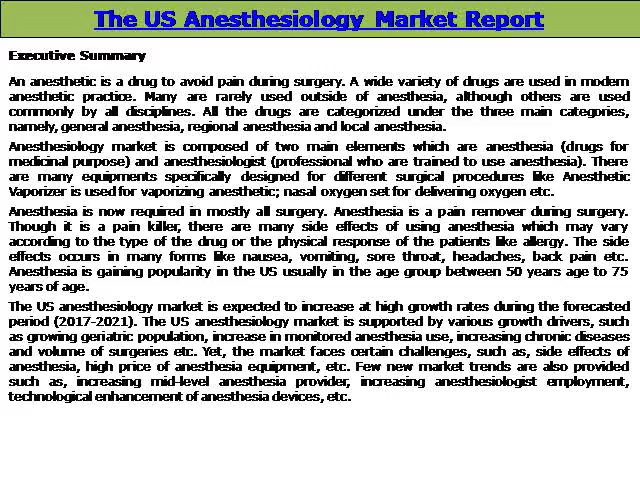 The US Anesthesiology Market Report
Executive Summary
An anesthetic is a drug to avoid pain during surgery. A wide variety of drugs are used in modern
anesthetic practice. Many are rarely used outside of anesthesia, although others are used
commonly by all disciplines. All the drugs are categorized under the three main categories,
namely, general anesthesia, regional anesthesia and local anesthesia.
Anesthesiology market is composed of two main elements which are anesthesia (drugs for
medicinal purpose) and anesthesiologist (professional who are trained to use anesthesia). There
are many equipments specifically designed for different surgical procedures like Anesthetic
Vaporizer is used for vaporizing anesthetic; nasal oxygen set for delivering oxygen etc.
Anesthesia is now required in mostly all surgery. Anesthesia is a pain remover during surgery.
Though it is a pain killer, there are many side effects of using anesthesia which may vary
according to the type of the drug or the physical response of the patients like allergy. The side
effects occurs in many forms like nausea, vomiting, sore throat, headaches, back pain etc.
Anesthesia is gaining popularity in the US usually in the age group between 50 years age to 75
years of age.
The US anesthesiology market is expected to increase at high growth rates during the forecasted
period (2017-2021). The US anesthesiology market is supported by various growth drivers, such
as growing geriatric population, increase in monitored anesthesia use, increasing chronic diseases
and volume of surgeries etc. Yet, the market faces certain challenges, such as, side effects of
anesthesia, high price of anesthesia equipment, etc. Few new market trends are also provided
such as, increasing mid-level anesthesia provider, increasing anesthesiologist employment,
technological enhancement of anesthesia devices, etc.